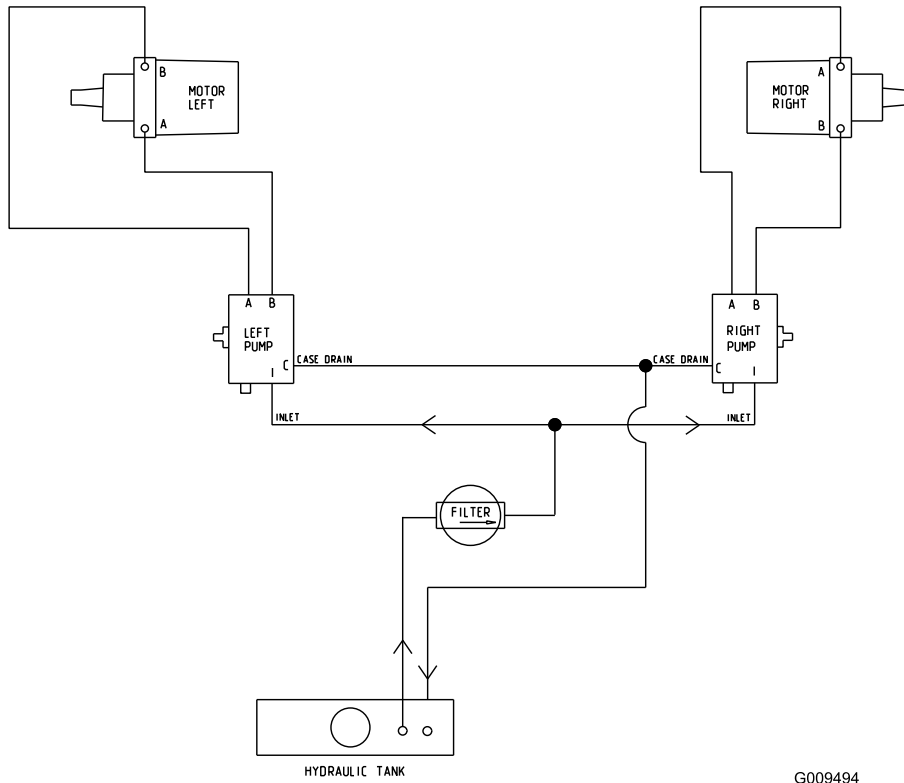 B
MOTOR
LEFT
A
A
MOTOR
RIGHT
B
A B
LEFT
PUMP
C
I
CASE DRAIN
INLET
CASE DRAIN
A B
RIGHT
PUMP
C
I
INLET
FILTER
HYDRAULIC TANK
G009494